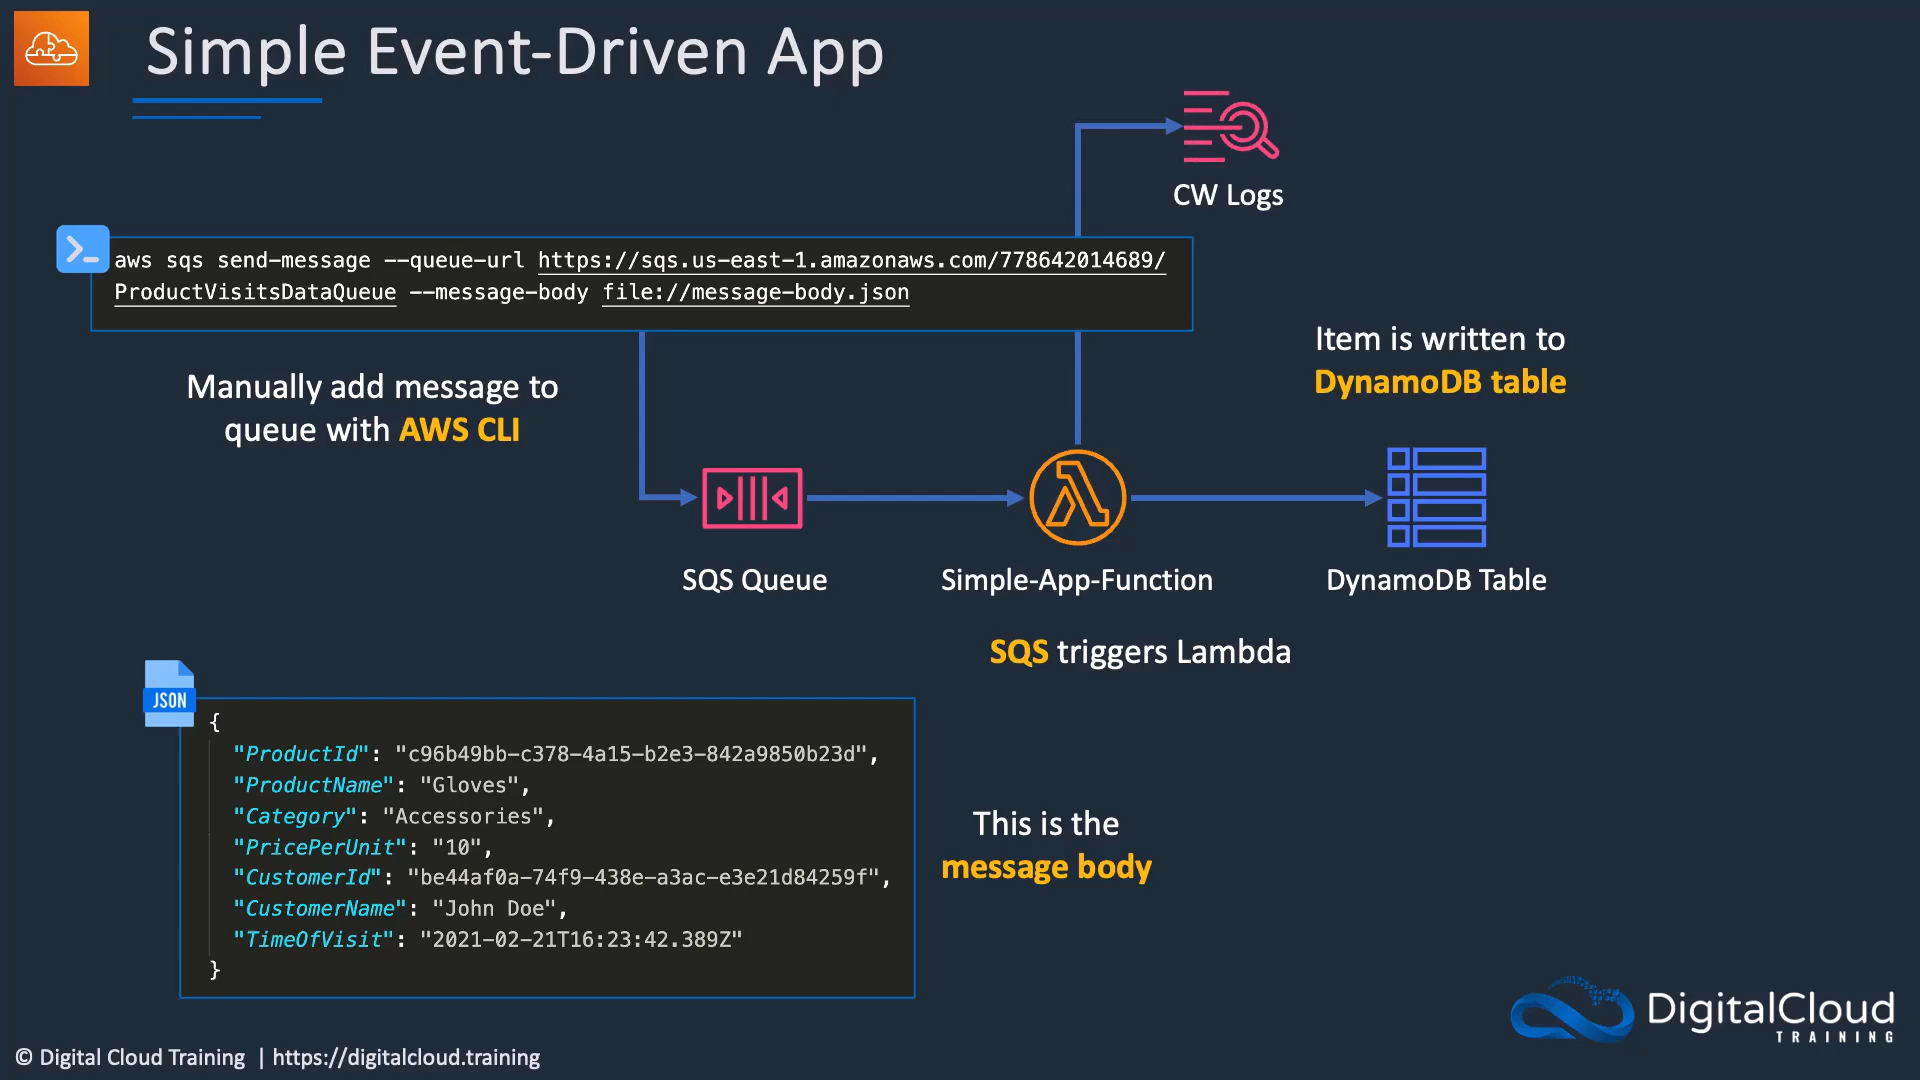 Simple Event-Driven App
CW Logs
aws sqs send-message --queue-url https://sqs.us-east-1.amazonaws.com/778642014689/
ProductVisitsDataQueue --message-body file://message-body.json
Manually add message to
queue with AWS CLI
Item is written to
DynamoDB table
SQS Queue
Simple-App-Function
DynamoDB Table
SQS triggers Lambda
JSON
{
"ProductId": "c96b49bb-c378-4a15-b2e3-842a9850b23d",
"ProductName": "Gloves",
"Category": "Accessories",
"PricePerUnit": "10",
"CustomerId": "be44af0a-74f9-438e-a3ac-e3e21d84259f",
"CustomerName": "John Doe",
"TimeOfVisit": "2021-02-21T16:23:42.389Z"
}
This is the
message body
DigitalCloud
TRAINING
© Digital Cloud Training | https://digitalcloud.training